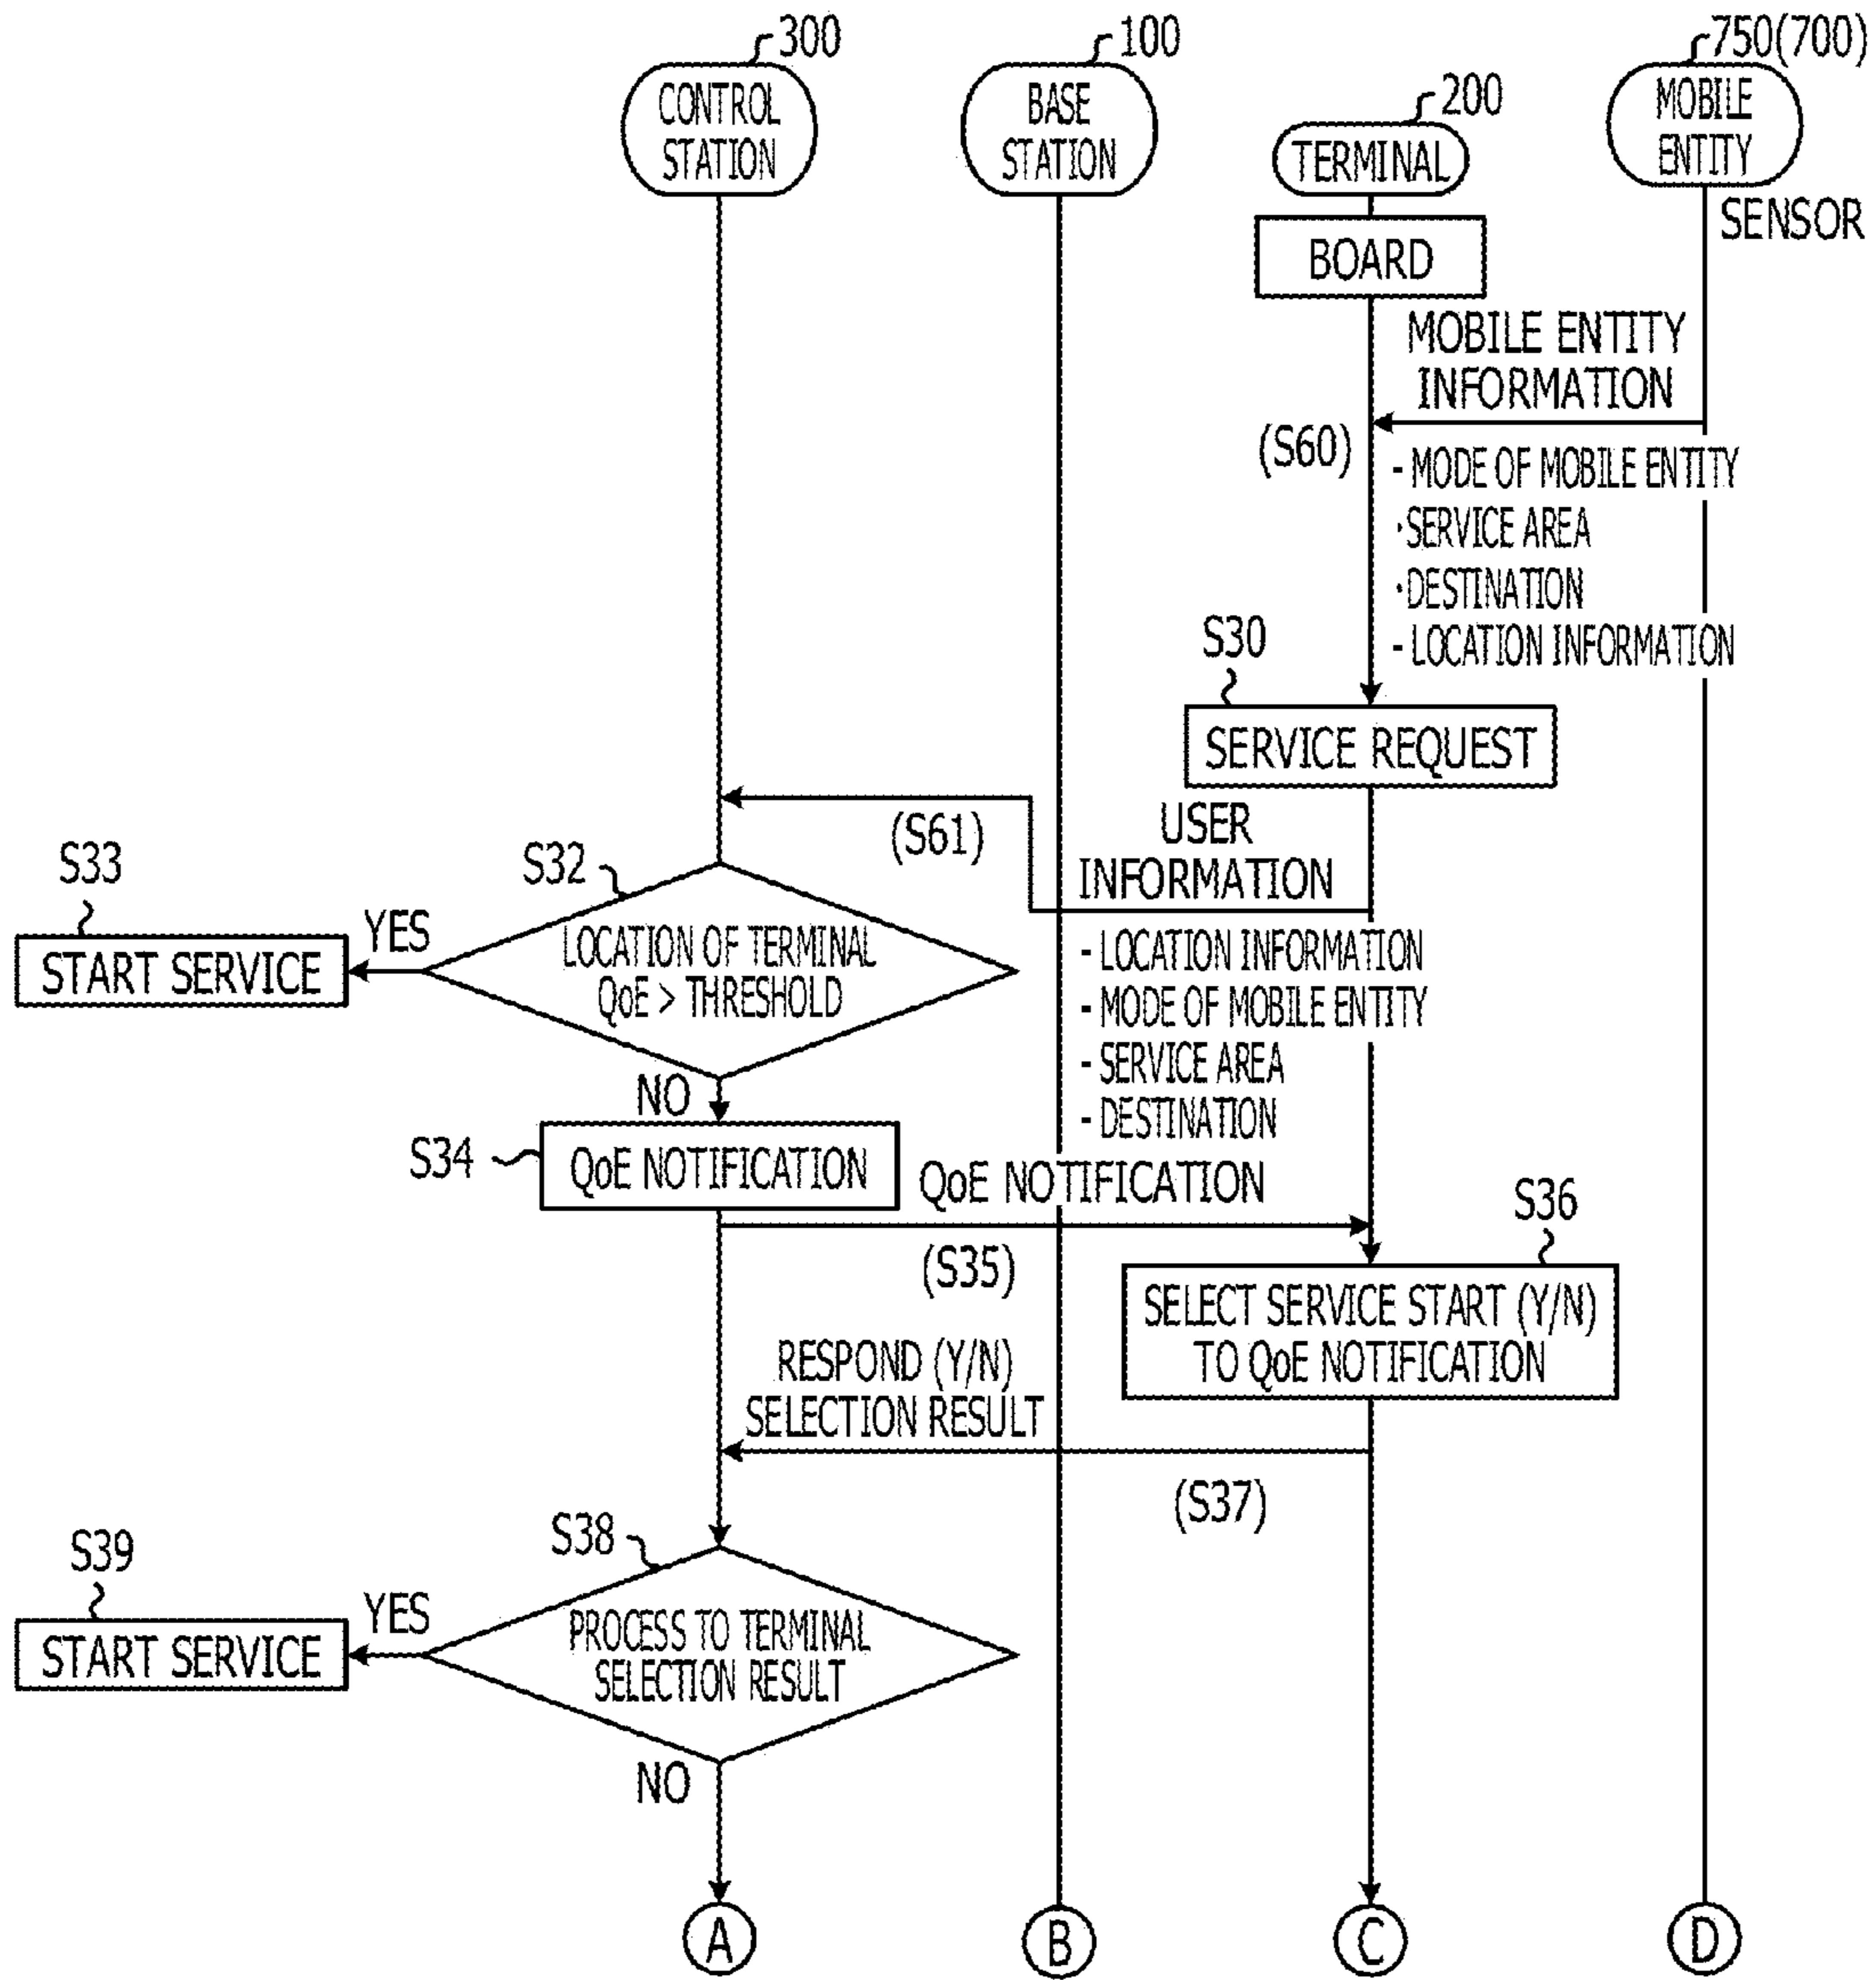 300
100
750(700)
200
CONTROL
STATION
BASE
STATION
TERMINAL
MOBILE
ENTITY
SENSOR
BOARD
MOBILE ENTITY
INFORMATION
(S60)
- MODE OF MOBILE ENTITY
·SERVICE AREA
·DESTINATION
- LOCATION INFORMATION
S30
SERVICE REQUEST
(S61)
USER
INFORMATION
S33
S32
YES
START SERVICE
LOCATION OF TERMINAL
QoE > THRESHOLD
- LOCATION INFORMATION
- MODE OF MOBILE ENTITY
- SERVICE AREA
- DESTINATION
NO
S34
QoE NOTIFICATION
QoE NOTIFICATION
(S35)
S36
SELECT SERVICE START (Y/N)
TO QoE NOTIFICATION
RESPOND (Y/N)
SELECTION RESULT
(S37)
S39
S38
YES
START SERVICE
PROCESS TO TERMINAL
SELECTION RESULT
NO
A
B
C
D